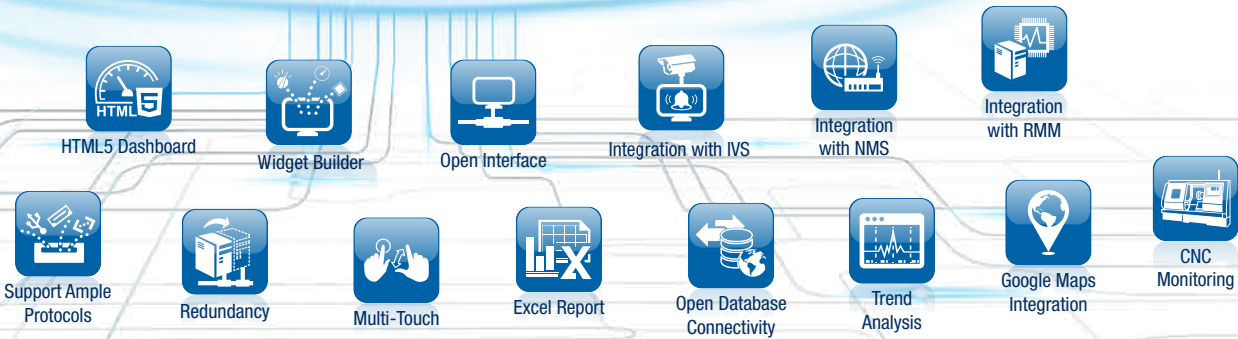 HTML
5
HTML5 Dashboard
Widget Builder
Open Interface
Integration with IVS
Integration
with NMS
Integration
with RMM
Support Ample
Protocols
Redundancy
Multi-Touch
X
Excel Report
Open Database
Connectivity
Trend
Analysis
Google Maps
Integration
CNC
Monitoring